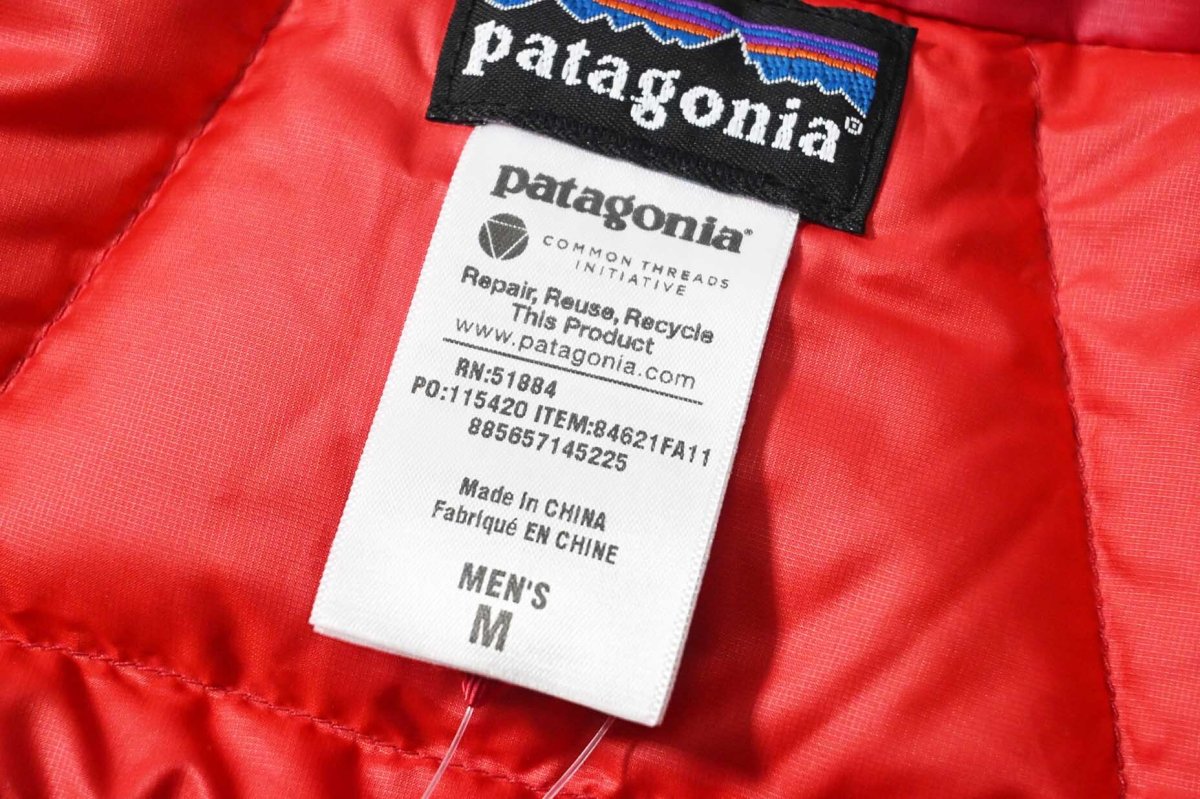 patagonia®
patagonia®
COMMON THREADS
INITIATIVE
Repair, Reuse, Recycle
This Product
www.patagonia.com
RN:51884
PO:115420 ITEM:84621FA11
885657145225
Made in CHINA
Fabriqué EN CHINE
MEN'S
M